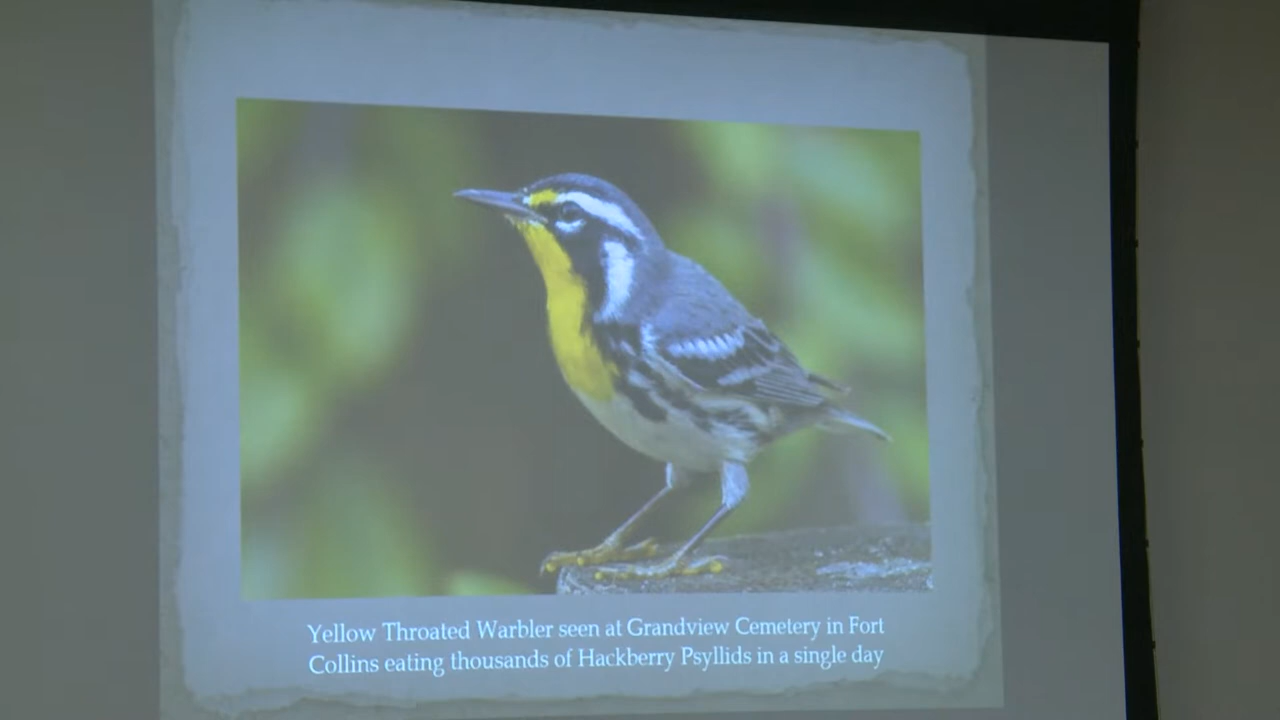 Yellow Throated Warbler seen at Grandview Cemetery in Fort
Collins eating thousands of Hackberry Psyllids in a single day